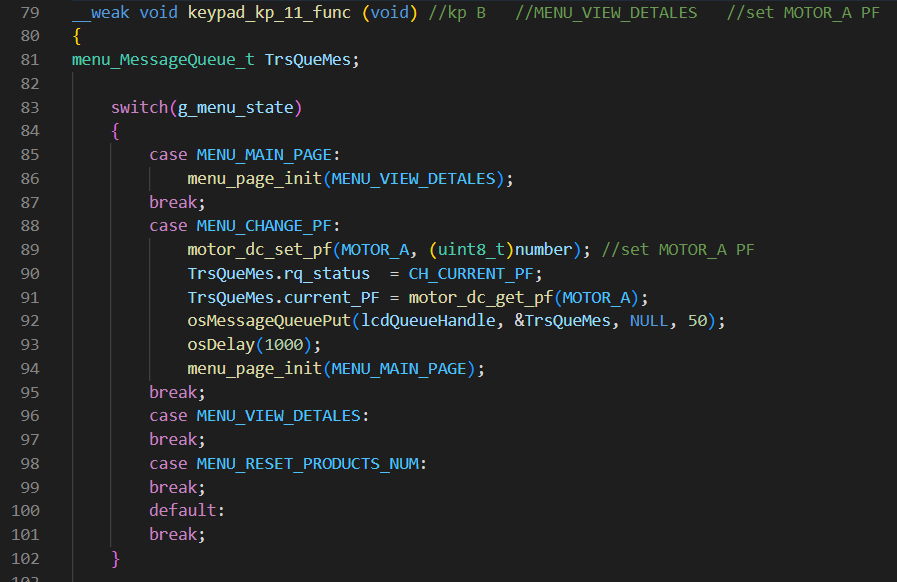 79 __weak void keypad_kp_11_func (void) //kp B   //MENU_VIEW_DETALES   //set MOTOR_A PF
80 {
81 menu_MessageQueue_t TrsQueMes;
82
83     switch(g_menu_state)
84     {
85         case MENU_MAIN_PAGE:
86             menu_page_init(MENU_VIEW_DETALES);
87         break;
88         case MENU_CHANGE_PF:
89             motor_dc_set_pf(MOTOR_A, (uint8_t)number); //set MOTOR_A PF
90             TrsQueMes.rq_status  = CH_CURRENT_PF;
91             TrsQueMes.current_PF = motor_dc_get_pf(MOTOR_A);
92             osMessageQueuePut(lcdQueueHandle, &TrsQueMes, NULL, 50);
93             osDelay(1000);
94             menu_page_init(MENU_MAIN_PAGE);
95         break;
96         case MENU_VIEW_DETALES:
97         break;
98         case MENU_RESET_PRODUCTS_NUM:
99         break;
100         default:
101         break;
102     }